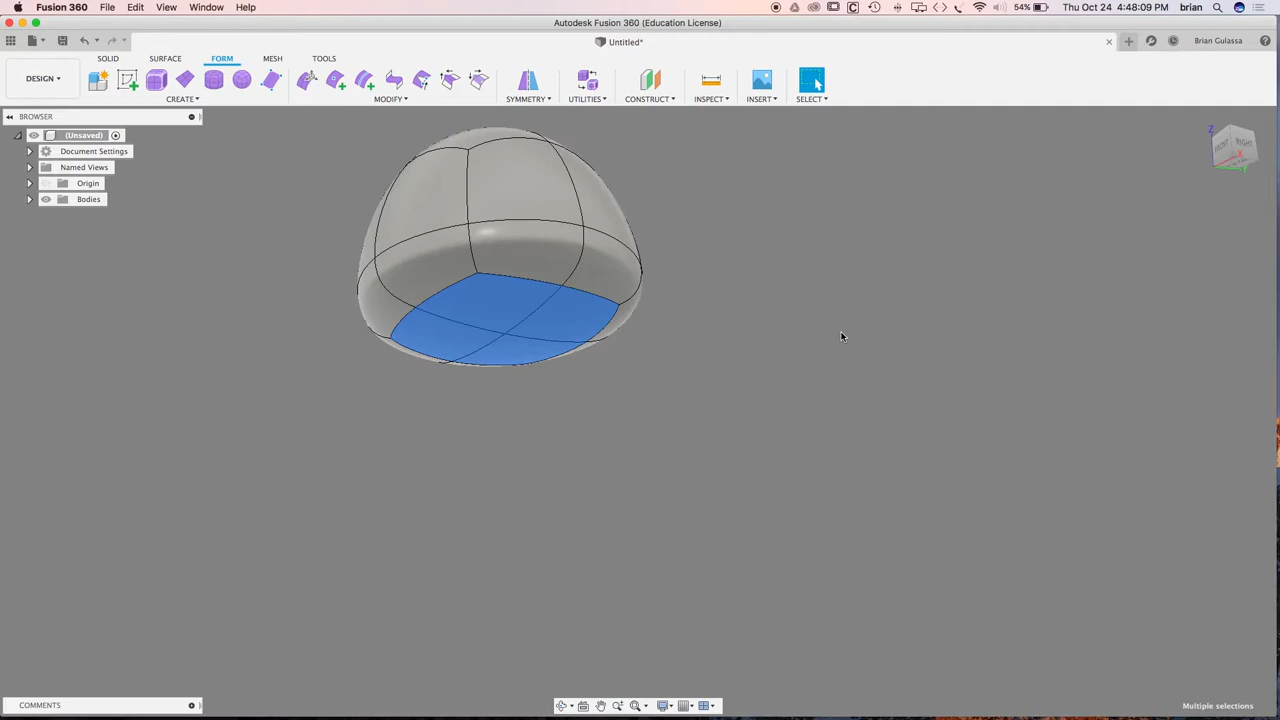 Fusion 360 File Edit View Window Help 54% Thu Oct 24 4:48:09 PM brian
Autodesk Fusion 360 (Education License)
Untitled* Brian Gulassa
SOLID SURFACE FORM MESH TOOLS
DESIGN
CREATE MODIFY SYMMETRY UTILITIES CONSTRUCT INSPECT INSERT SELECT
BROWSER
(Unsaved)
Document Settings
Named Views
Origin
Bodies
Z
FRONT RIGHT
X
Y
COMMENTS Multiple selections